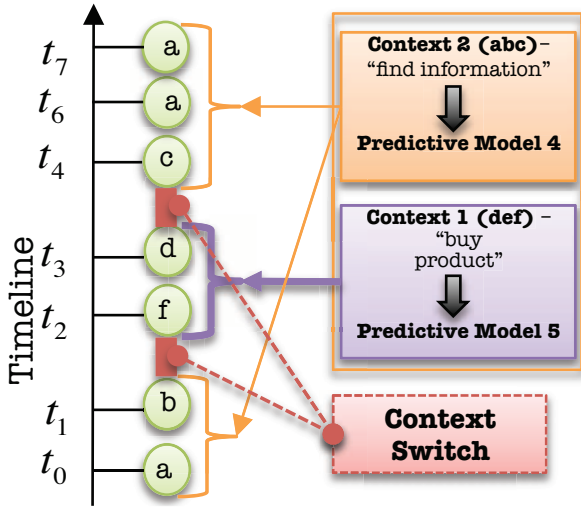 t7
a
t6
a
t4
c
t3
d
t2
f
t1
b
t0
a
Timeline
Context 2 (abc)–
“find information”
Predictive Model 4
Context 1 (def) –
“buy
product”
Predictive Model 5
Context
Switch